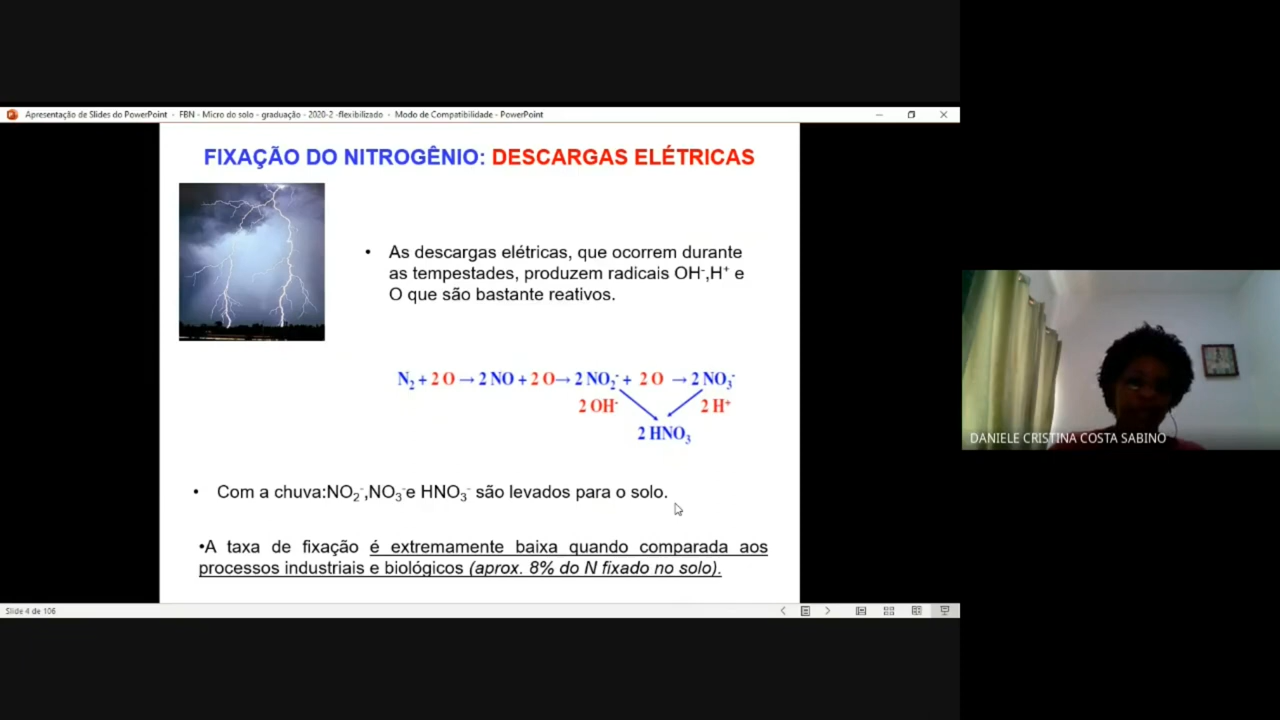 Apresentação de Slides do PowerPoint - FBN - Micro do solo - graduação - 2020-2 -flexibilizado - Modo de Compatibilidade - PowerPoint
FIXAÇÃO DO NITROGÊNIO: DESCARGAS ELÉTRICAS
• As descargas elétricas, que ocorrem durante
as tempestades, produzem radicais OH⁻,H⁺ e
O que são bastante reativos.
N₂ + 2 O → 2 NO + 2 O → 2 NO₂⁻ + 2 O → 2 NO₃⁻
2 OH⁻ 2 H⁺
2 HNO₃
• Com a chuva:NO₂⁻,NO₃⁻e HNO₃⁻ são levados para o solo.
•A taxa de fixação é extremamente baixa quando comparada aos
processos industriais e biológicos (aprox. 8% do N fixado no solo).
Slide 4 de 106
DANIELE CRISTINA COSTA SABINO